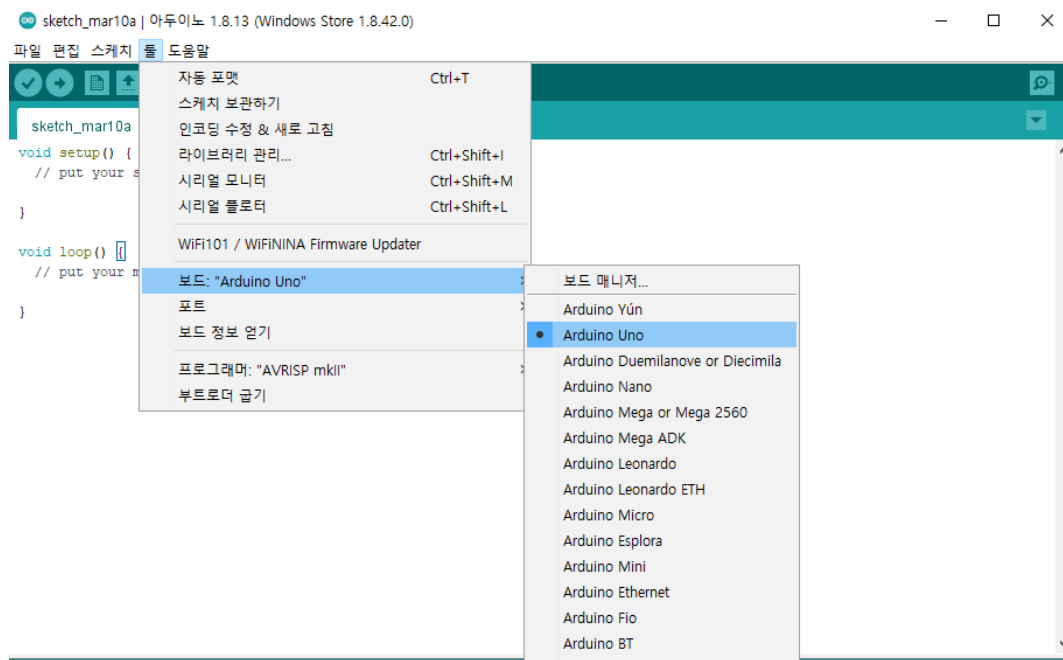 sketch_mar10a | 아두이노 1.8.13 (Windows Store 1.8.42.0)
파일 편집 스케치 툴 도움말
sketch_mar10a
void setup() {
// put your s
}
void loop() {
// put your m
}
자동 포맷 Ctrl+T
스케치 보관하기
인코딩 수정 & 새로 고침
라이브러리 관리... Ctrl+Shift+I
시리얼 모니터 Ctrl+Shift+M
시리얼 플로터 Ctrl+Shift+L
WiFi101 / WiFiNINA Firmware Updater
보드: "Arduino Uno"
포트
보드 정보 얻기
프로그래머: "AVRISP mkII"
부트로더 굽기
보드 매니저...
Arduino Yún
Arduino Uno
Arduino Duemilanove or Diecimila
Arduino Nano
Arduino Mega or Mega 2560
Arduino Mega ADK
Arduino Leonardo
Arduino Leonardo ETH
Arduino Micro
Arduino Esplora
Arduino Mini
Arduino Ethernet
Arduino Fio
Arduino BT